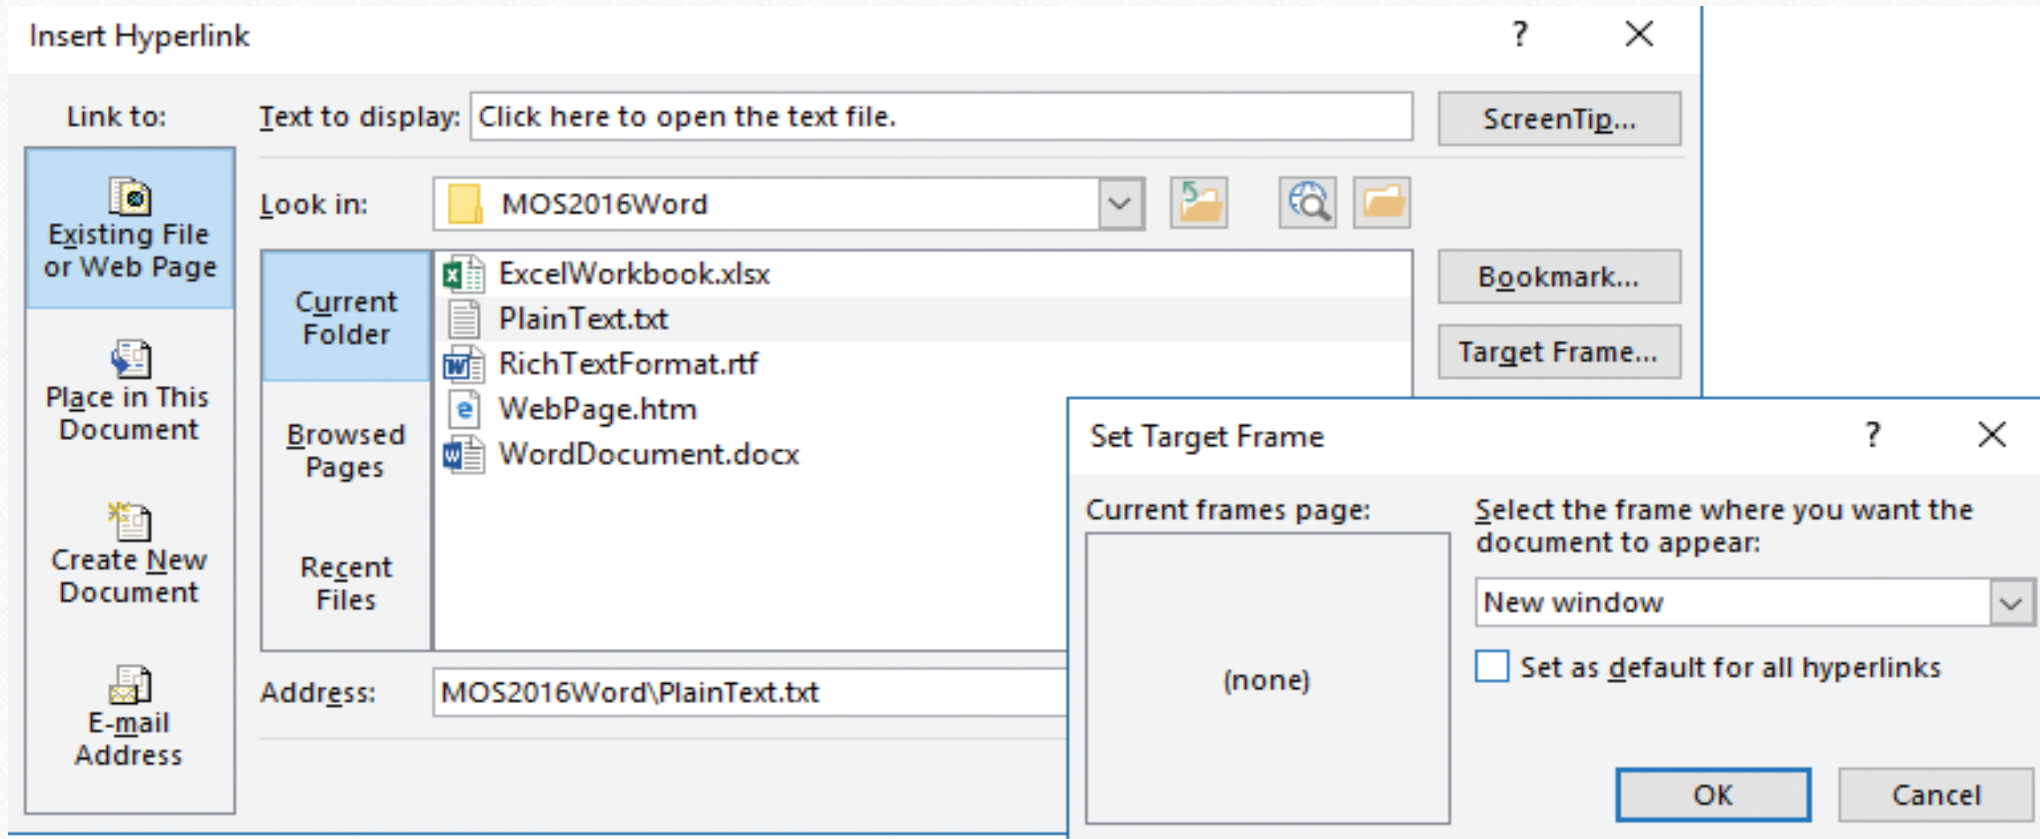 Insert Hyperlink
?
Link to:
Text to display:
Click here to open the text file.
ScreenTip...
Existing File
or Web Page
Place in This
Document
Create New
Document
E-mail
Address
Look in:
MOS2016Word
Current
Folder
Browsed
Pages
Recent
Files
ExcelWorkbook.xlsx
PlainText.txt
RichTextFormat.rtf
WebPage.htm
WordDocument.docx
Bookmark...
Target Frame...
Address:
MOS2016Word\PlainText.txt
Set Target Frame
?
Current frames page:
(none)
Select the frame where you want the
document to appear:
New window
Set as default for all hyperlinks
OK
Cancel